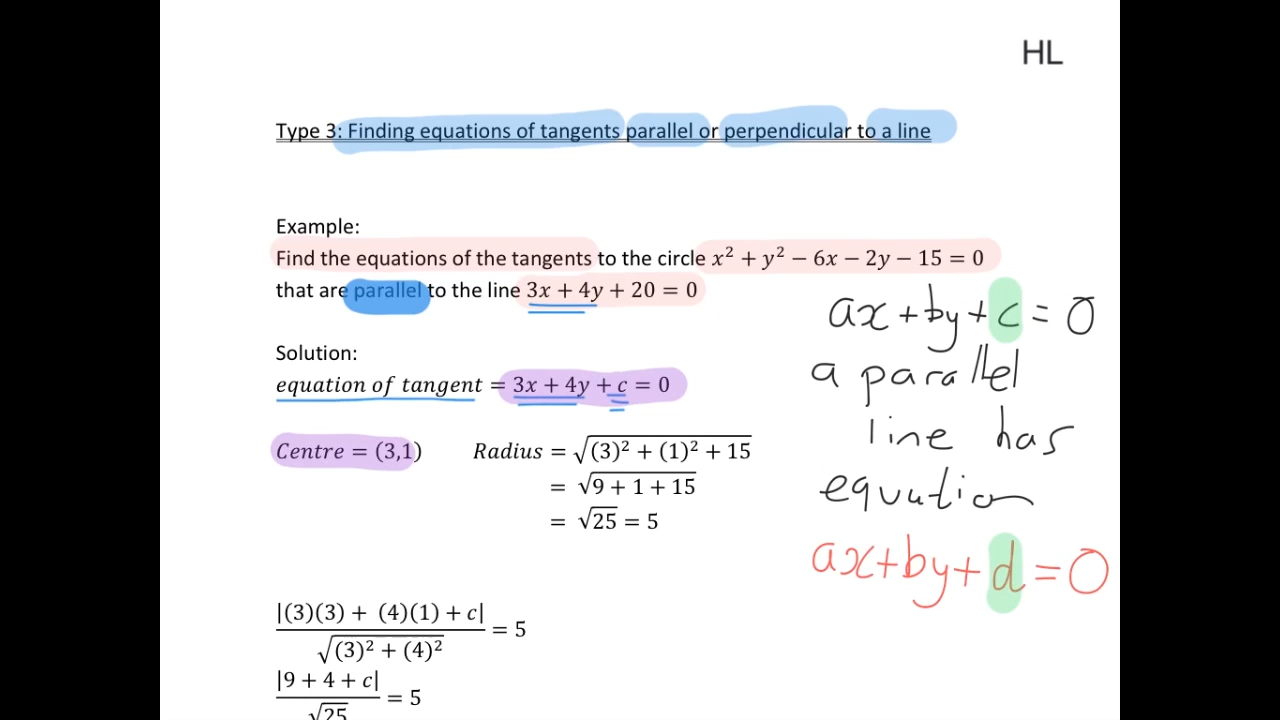 HL
Type 3: Finding equations of tangents parallel or perpendicular to a line
Example:
Find the equations of the tangents to the circle x² + y² − 6x − 2y − 15 = 0
that are parallel to the line 3x + 4y + 20 = 0
Solution:
equation of tangent = 3x + 4y + c = 0
Centre = (3,1) Radius = √((3)² + (1)² + 15)
= √(9 + 1 + 15)
= √25 = 5
|(3)(3) + (4)(1) + c|
/ √((3)² + (4)²) = 5
|9 + 4 + c|
/ √25 = 5
ax + by + c = 0
a parallel
line has
equation
ax+by+d=0